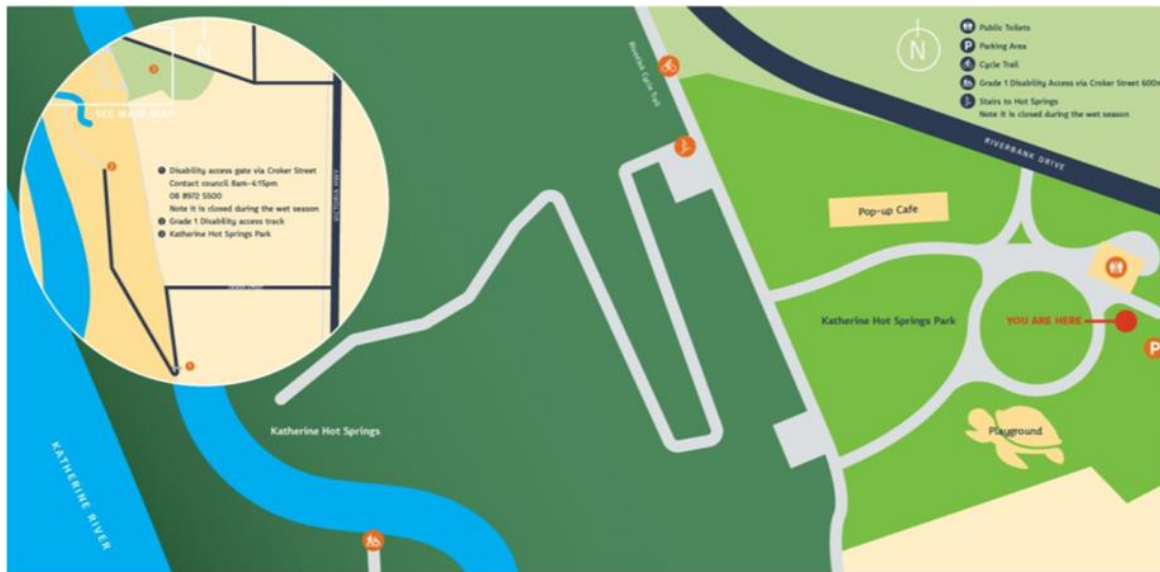 N
SEE MAIN MAP
❶ Disability access gate via Croker Street
Contact council 8am-4:15pm
08 8972 5500
Note it is closed during the wet season
❷ Grade 1 Disability access track
❸ Katherine Hot Springs Park
KATHERINE RIVER
Katherine Hot Springs
N
Public Toilets
P Parking Area
Cycle Trail
Grade 1 Disability Access via Croker Street 600m
Stairs to Hot Springs
Note it is closed during the wet season
RIVERBANK DRIVE
Pop-up Cafe
Katherine Hot Springs Park
YOU ARE HERE
P
Playground